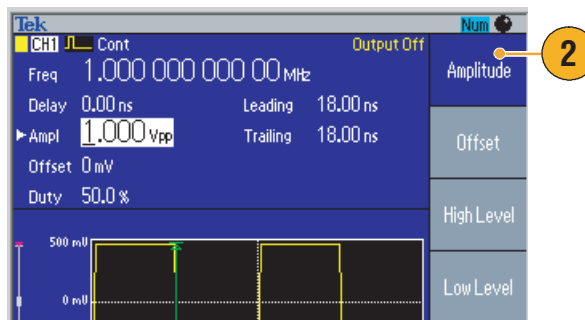 Tek Num
CH1 Cont Output Off
Freq 1.000 000 000 00 MHz
Delay 0.00 ns Leading 18.00 ns
Ampl 1.000 Vpp Trailing 18.00 ns
Offset 0 mV
Duty 50.0 %
500 mU
0 mU
Amplitude
Offset
High Level
Low Level
2